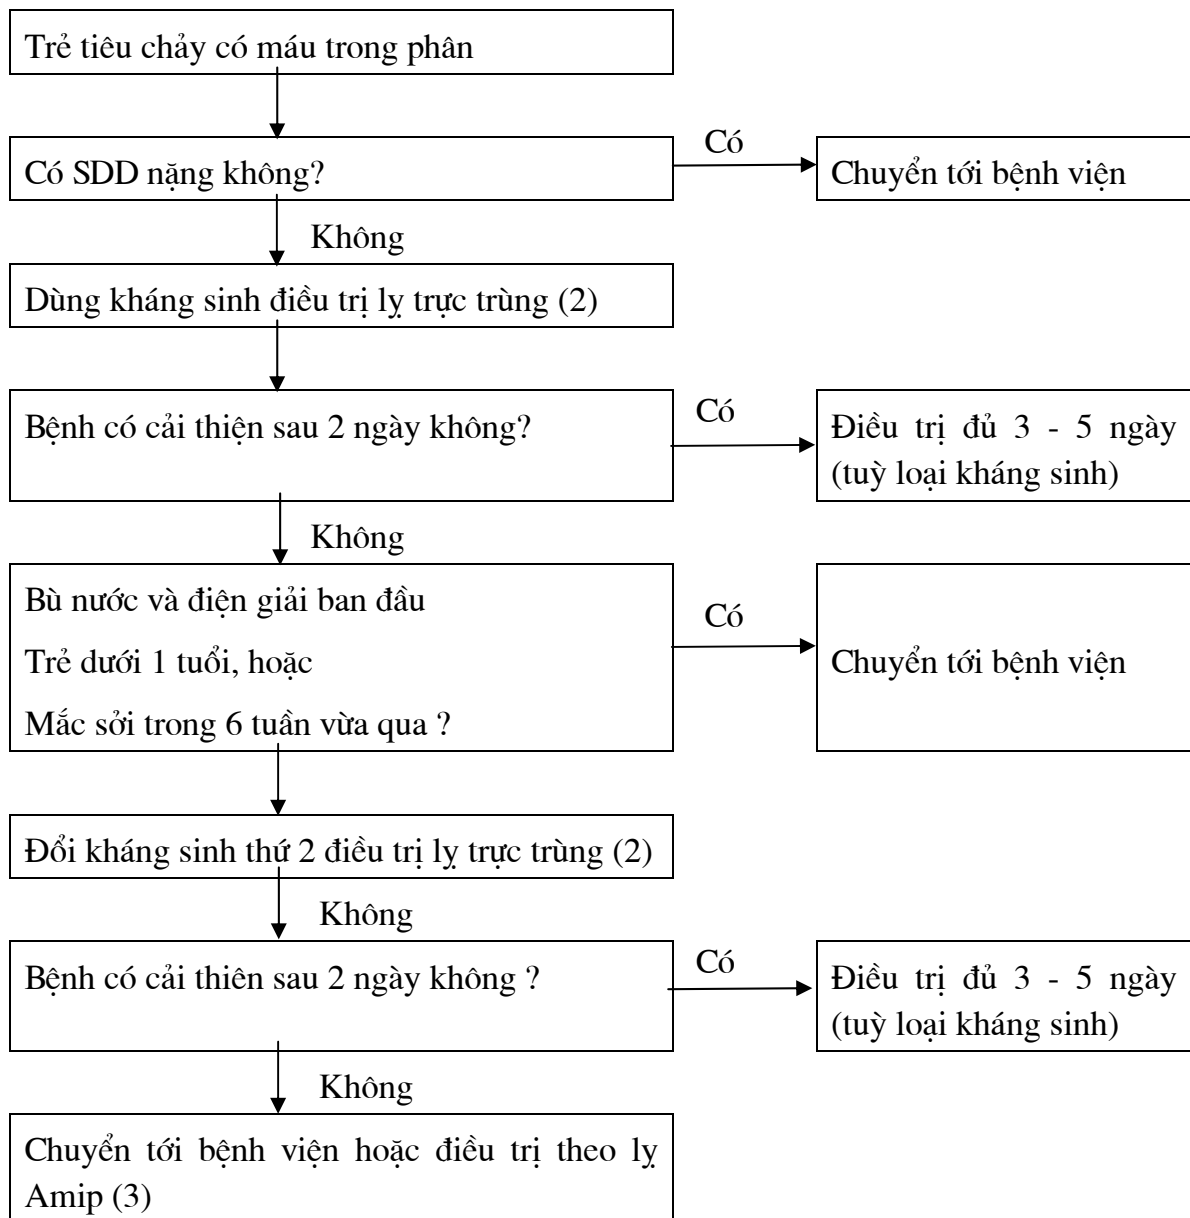 Trẻ tiêu chảy có máu trong phân
Có SDD nặng không?
Có
Chuyển tới bệnh viện
Không
Dùng kháng sinh điều trị lỵ trực trùng (2)
Bệnh có cải thiện sau 2 ngày không?
Có
Điều trị đủ 3 - 5 ngày
(tuỳ loại kháng sinh)
Không
Bù nước và điện giải ban đầu
Trẻ dưới 1 tuổi, hoặc
Mắc sởi trong 6 tuần vừa qua ?
Có
Chuyển tới bệnh viện
Đổi kháng sinh thứ 2 điều trị lỵ trực trùng (2)
Không
Bệnh có cải thiên sau 2 ngày không ?
Có
Điều trị đủ 3 - 5 ngày
(tuỳ loại kháng sinh)
Không
Chuyển tới bệnh viện hoặc điều trị theo lỵ
Amip (3)